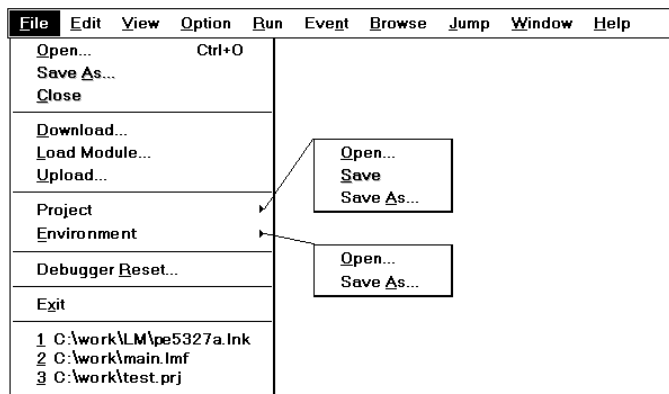 File Edit View Option Run Event Browse Jump Window Help
Open... Ctrl+O
Save As...
Close
Download...
Load Module...
Upload...
Project
Environment
Debugger Reset...
Exit
1 C:\work\LM\pe5327a.lnk
2 C:\work\main.lmf
3 C:\work\test.prj
Open...
Save
Save As...
Open...
Save As...